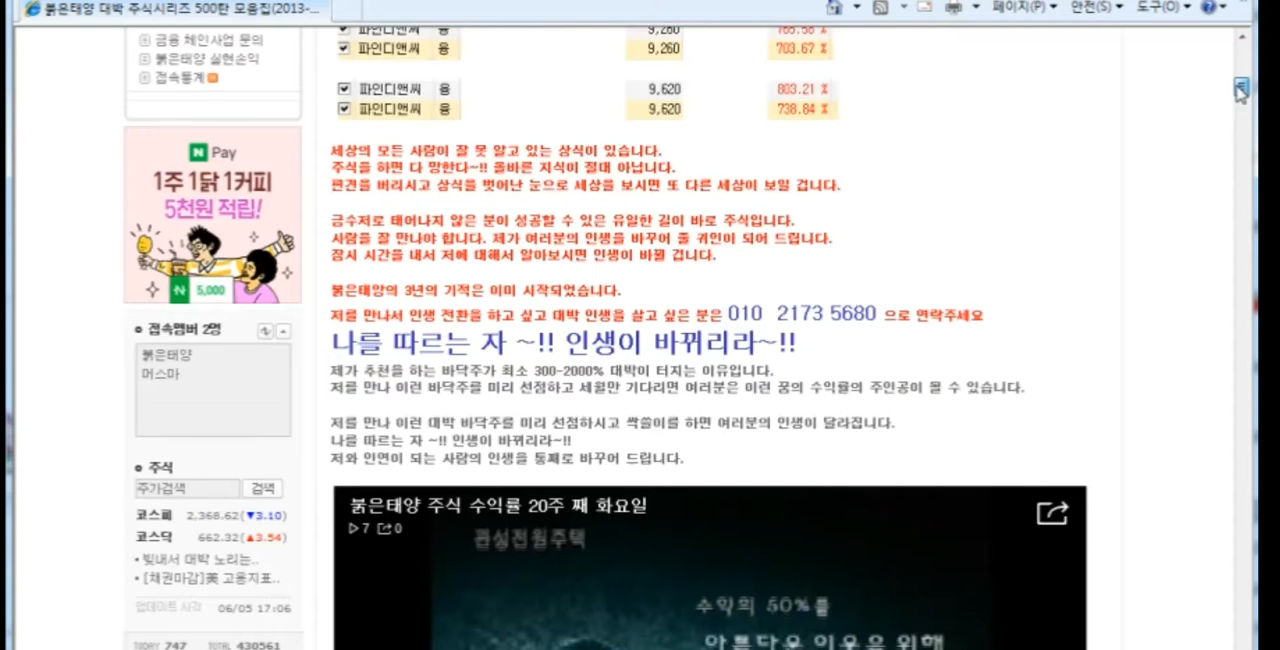 붉은태양 대박 주식시리즈 500탄 모음집(2013-...
페이지(P) 안전(S) 도구(O)
금융 체인사업 문의
붉은태양 실현손익
접속통계
N Pay
1주 1닭 1커피
5천원 적립!
5,000
접속멤버 2명
붉은태양
머스마
주식
주가검색 검색
코스피 2,368.62(▼3.10)
코스닥 662.32(▲3.54)
• 빚내서 대박 노리는..
• [채권마감]英 고용지표..
업데이트 시각 06/05 17:06
TODAY 747 TOTAL 430561
파인디앤씨 용 9,260 703.67 %
파인디앤씨 용 9,620 803.21 %
파인디앤씨 용 9,620 738.84 %
세상의 모든 사람이 잘 못 알고 있는 상식이 있습니다.
주식을 하면 다 망한다~!! 올바른 지식이 절대 아닙니다.
편견을 버리시고 상식을 벗어난 눈으로 세상을 보시면 또 다른 세상이 보일 겁니다.
금수저로 태어나지 않은 분이 성공할 수 있은 유일한 길이 바로 주식입니다.
사람을 잘 만나야 합니다. 제가 여러분의 인생을 바꾸어 줄 귀인이 되어 드립니다.
잠시 시간을 내서 저에 대해서 알아보시면 인생이 바뀔 겁니다.
붉은태양의 3년의 기적은 이미 시작되었습니다.
저를 만나서 인생 전환을 하고 싶고 대박 인생을 살고 싶은 분은 010 2173 5680 으로 연락주세요
나를 따르는 자 ~!! 인생이 바뀌리라~!!
제가 추천을 하는 바닥주가 최소 300-2000% 대박이 터지는 이유입니다.
저를 만나 이런 바닥주를 미리 선점하고 세월만 기다리면 여러분은 이런 꿈의 수익률의 주인공이 될 수 있습니다.
저를 만나 이런 대박 바닥주를 미리 선점하시고 싹쓸이를 하면 여러분의 인생이 달라집니다.
나를 따르는 자 ~!! 인생이 바뀌리라~!!
저와 인연이 되는 사람의 인생을 통째로 바꾸어 드립니다.
붉은태양 주식 수익률 20주 째 화요일
▷7 0
수익의 50%를
아름다운 이웃을 위해